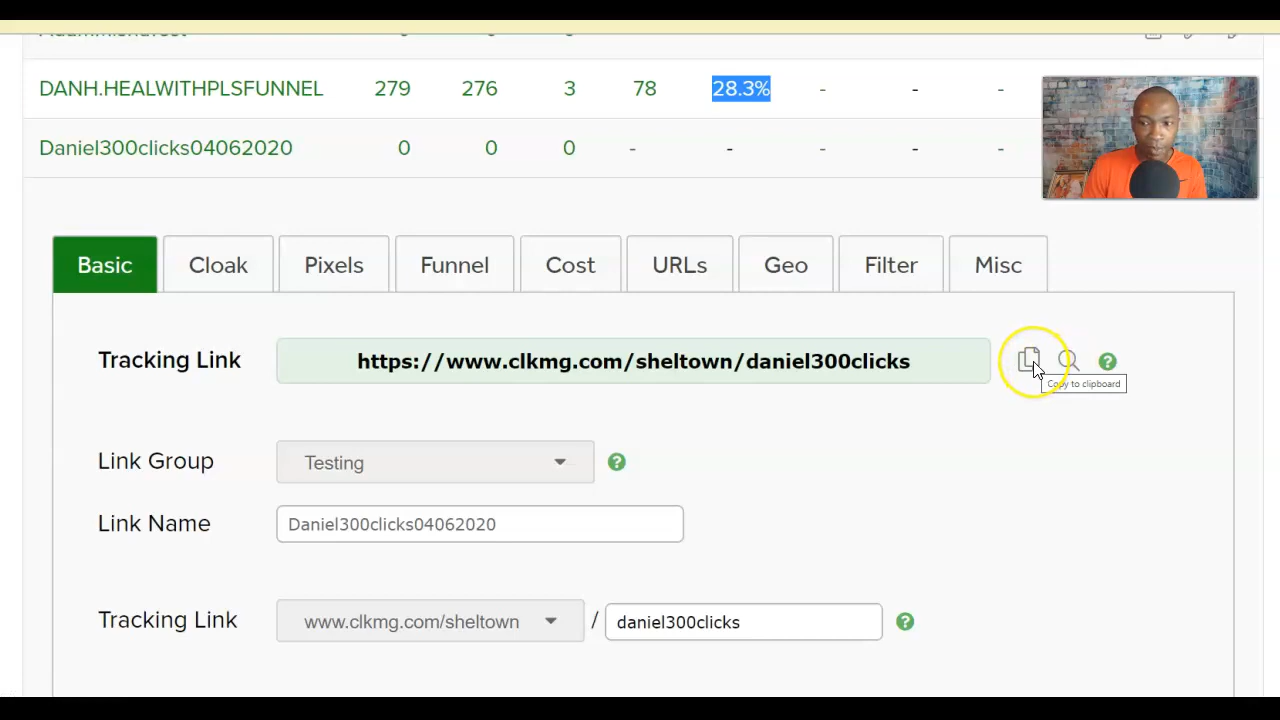 DANH.HEALWITHPLSFUNNEL 279 276 3 78 28.3% - - -
Daniel300clicks04062020 0 0 0 - - - - -
Basic Cloak Pixels Funnel Cost URLs Geo Filter Misc
Tracking Link https://www.clkmg.com/sheltown/daniel300clicks ?
Copy to clipboard
Link Group Testing ?
Link Name Daniel300clicks04062020
Tracking Link www.clkmg.com/sheltown / daniel300clicks ?